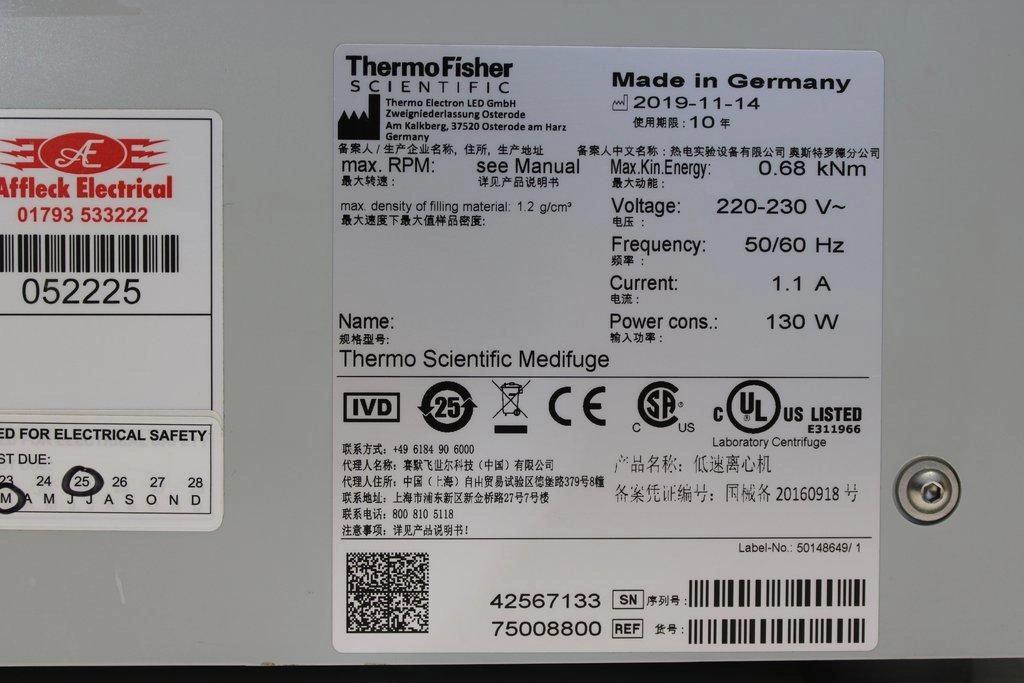 Affleck Electrical
01793 533222
052225
ED FOR ELECTRICAL SAFETY
ST DUE:
23 24 25 26 27 28
M A M J J A S O N D
ThermoFisher
SCIENTIFIC
Thermo Electron LED GmbH
Zweigniederlassung Osterode
Am Kalkberg, 37520 Osterode am Harz
Germany
Made in Germany
2019-11-14
使用期限：10 年
备案人/生产企业名称, 住所, 生产地址
备案人中文名称：热电实验设备有限公司 奥斯特罗德分公司
max. RPM: see Manual
最大转速： 详见产品说明书
max. density of filling material: 1.2 g/cm³
最大速度下最大值样品密度:
Max.Kin.Energy: 0.68 kNm
最大动能：
Voltage: 220-230 V~
电压：
Frequency: 50/60 Hz
频率：
Current: 1.1 A
电流：
Power cons.: 130 W
输入功率：
Name:
规格型号:
Thermo Scientific Medifuge
IVD
25
CE
SA
C US
C UL US LISTED
E311966
Laboratory Centrifuge
联系方式：+49 6184 90 6000
代理人名称：赛默飞世尔科技（中国）有限公司
代理人住所：中国（上海）自由贸易试验区德堡路379号8幢
联系地址：上海市浦东新区新金桥路27号7号楼
联系电话：800 810 5118
注意事项：详见产品说明书！
产品名称：低速离心机
备案凭证编号：国械备 20160918 号
Label-No.: 50148649/ 1
42567133 SN 序列号：
75008800 REF 货号：